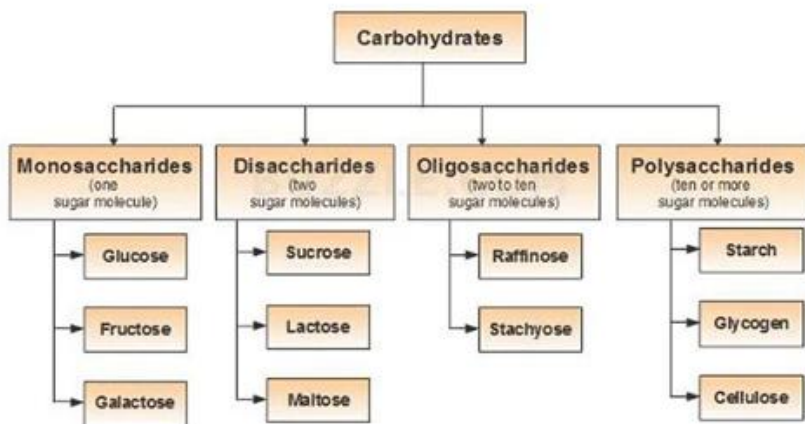 Carbohydrates
Monosaccharides
(one
sugar molecule)
Disaccharides
(two
sugar molecules)
Oligosaccharides
(two to ten
sugar molecules)
Polysaccharides
(ten or more
sugar molecules)
Glucose
Fructose
Galactose
Sucrose
Lactose
Maltose
Raffinose
Stachyose
Starch
Glycogen
Cellulose